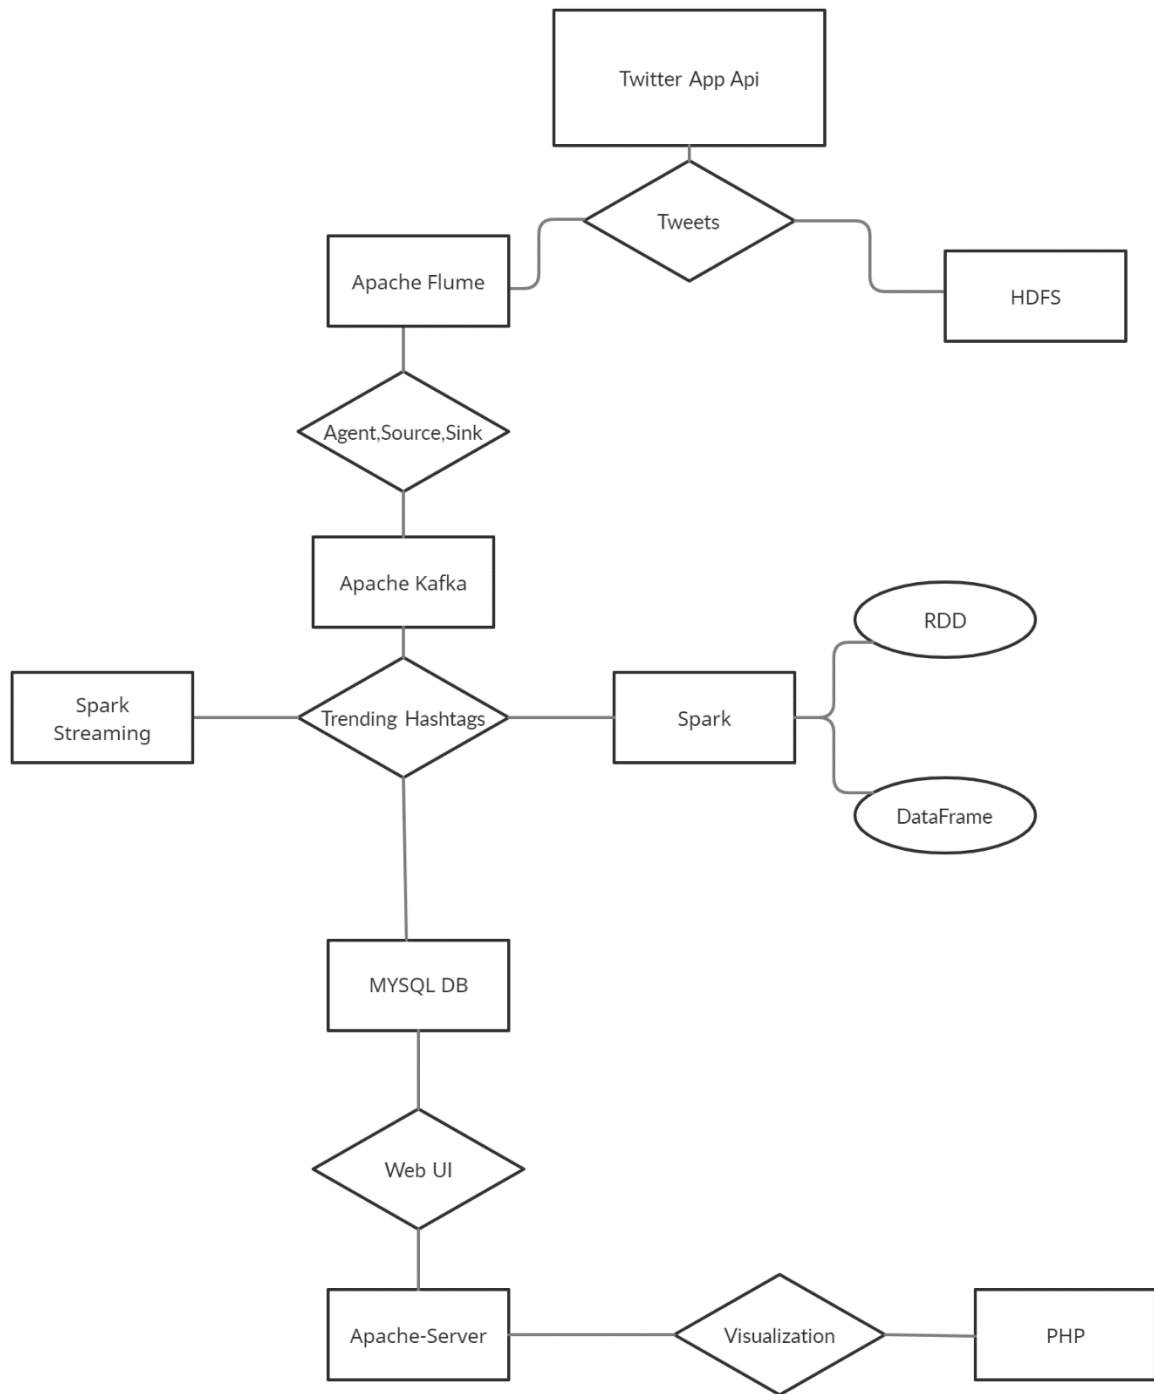 Twitter App Api
Tweets
Apache Flume
HDFS
Agent,Source,Sink
Apache Kafka
RDD
Spark
Streaming
Trending Hashtags
Spark
DataFrame
MYSQL DB
Web UI
Apache-Server
Visualization
PHP